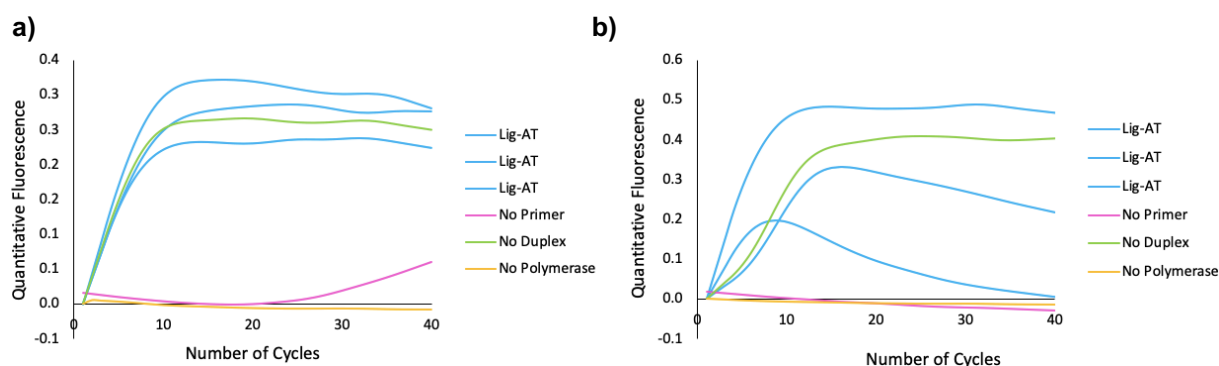 a)
0.4
0.3
0.3
0.2
0.2
0.1
0.1
0.0
-0.1
0 10 20 30 40
Quantitative Fluorescence
Number of Cycles
Lig-AT
Lig-AT
Lig-AT
No Primer
No Duplex
No Polymerase
b)
0.6
0.5
0.4
0.3
0.2
0.1
0.0
-0.1
0 10 20 30 40
Quantitative Fluorescence
Number of Cycles
Lig-AT
Lig-AT
Lig-AT
No Primer
No Duplex
No Polymerase